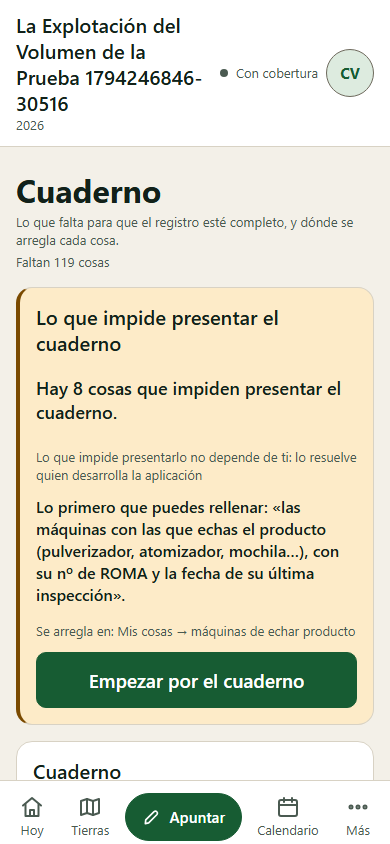 La Explotación del
Volumen de la
Prueba 1794246846-
30516
2026
Con cobertura
CV
Cuaderno
Lo que falta para que el registro esté completo, y dónde se
arregla cada cosa.
Faltan 119 cosas
Lo que impide presentar el
cuaderno
Hay 8 cosas que impiden presentar el
cuaderno.
Lo que impide presentarlo no depende de ti: lo resuelve
quien desarrolla la aplicación
Lo primero que puedes rellenar: «las
máquinas con las que echas el producto
(pulverizador, atomizador, mochila…), con
su nº de ROMA y la fecha de su última
inspección».
Se arregla en: Mis cosas → máquinas de echar producto
Empezar por el cuaderno
Cuaderno
Hoy
Tierras
Apuntar
Calendario
Más